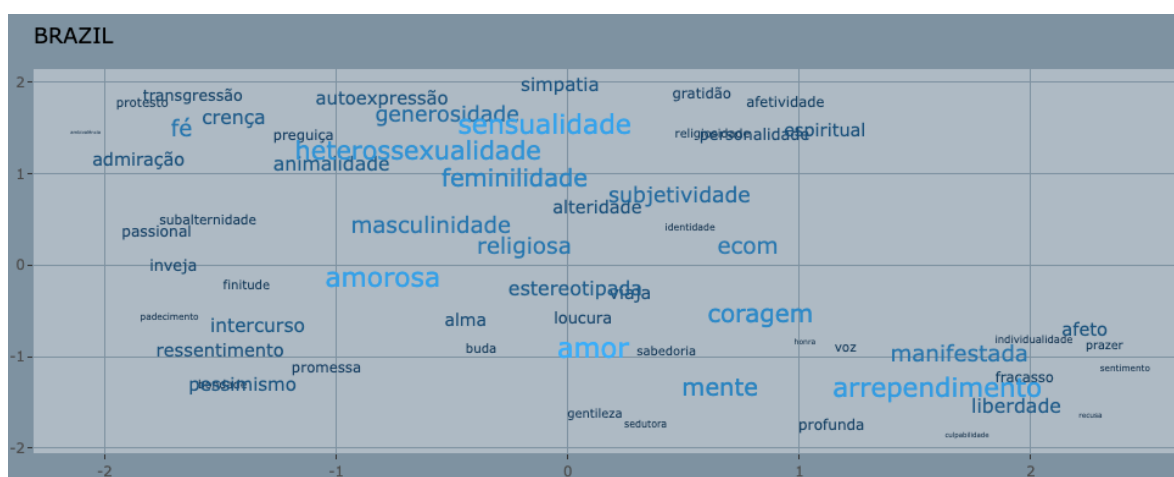 BRAZIL
2
simpatia
gratidão
transgressão
protesto
autoexpressão
afetividade
crença
generosidade
fé
sensualidade
preguiça
religiosidade
personalidade
espiritual
heterossexualidade
admiração
animalidade
1
feminilidade
subjetividade
alteridade
subalternidade
passional
masculinidade
identidade
religiosa
ecom
0
inveja
amorosa
finitude
estereotipada
viaja
padecimento
intercurso
alma
loucura
coragem
afeto
ressentimento
buda
amor
sabedoria
honra
voz
individualidade
prazer
-1
manifestada
promessa
sentimento
pessimismo
mente
arrependimento
fracasso
liberdade
gentileza
sedutora
profunda
recusa
culpabilidade
-2
-2 -1 0 1 2